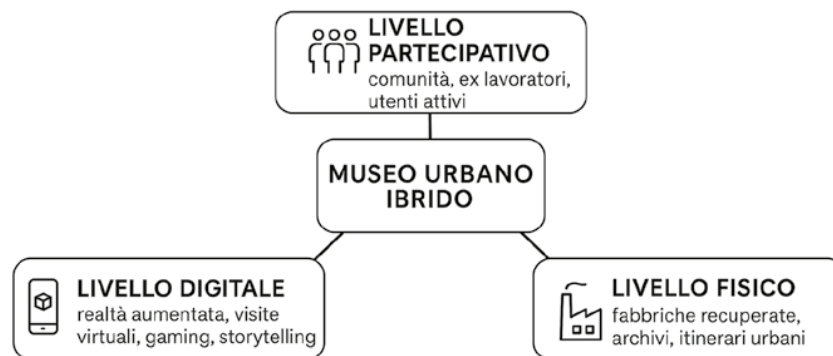 LIVELLO
PARTECIPATIVO
comunità, ex lavoratori,
utenti attivi
MUSEO URBANO
IBRIDO
LIVELLO DIGITALE
realtà aumentata, visite
virtuali, gaming, storytelling
LIVELLO FISICO
fabbriche recuperate,
archivi, itinerari urbani